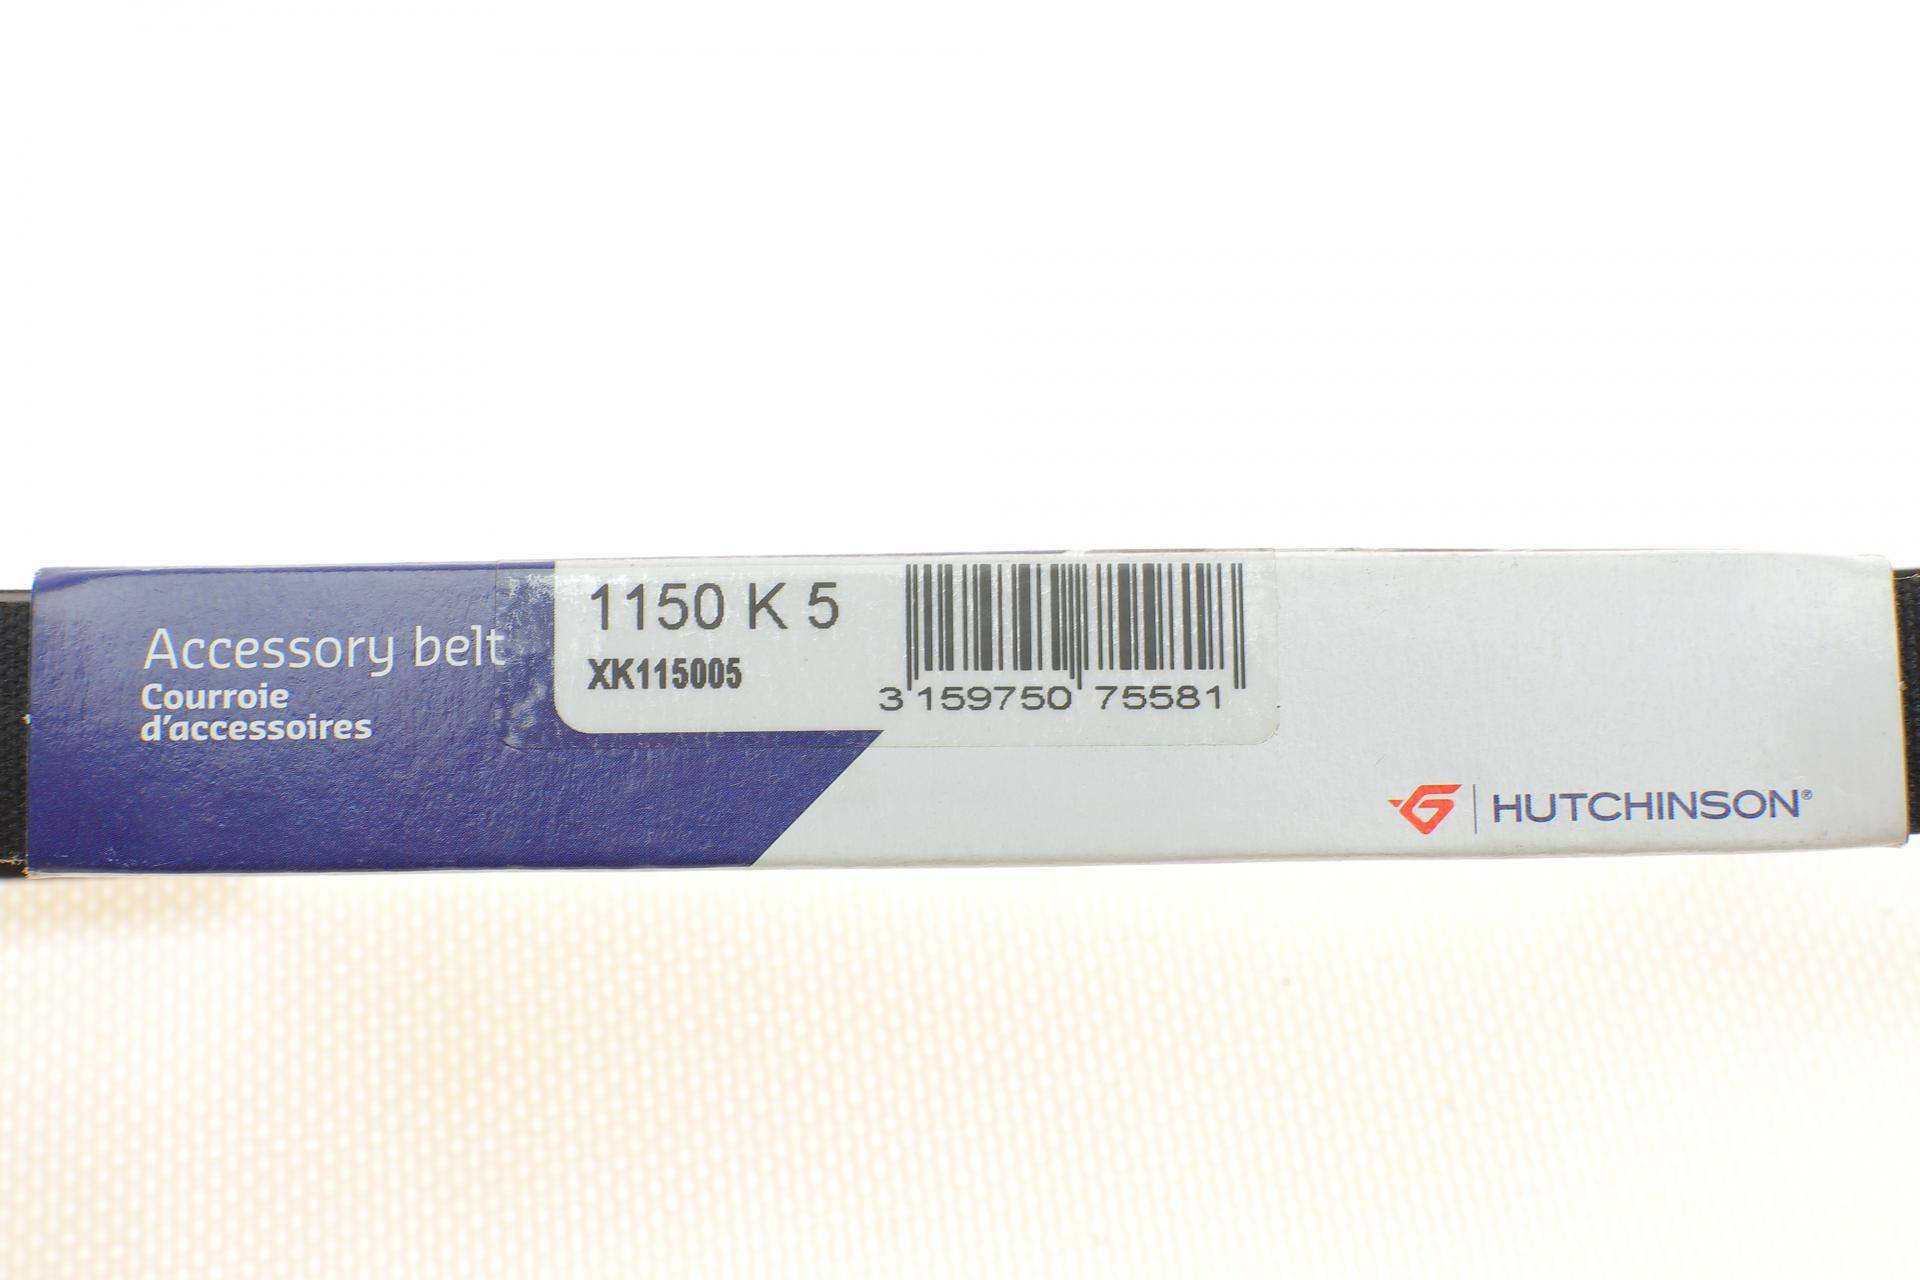 Accessory belt
Courroie
d'accessoires
1150 K 5
XK115005
3 159750 75581
HUTCHINSON®